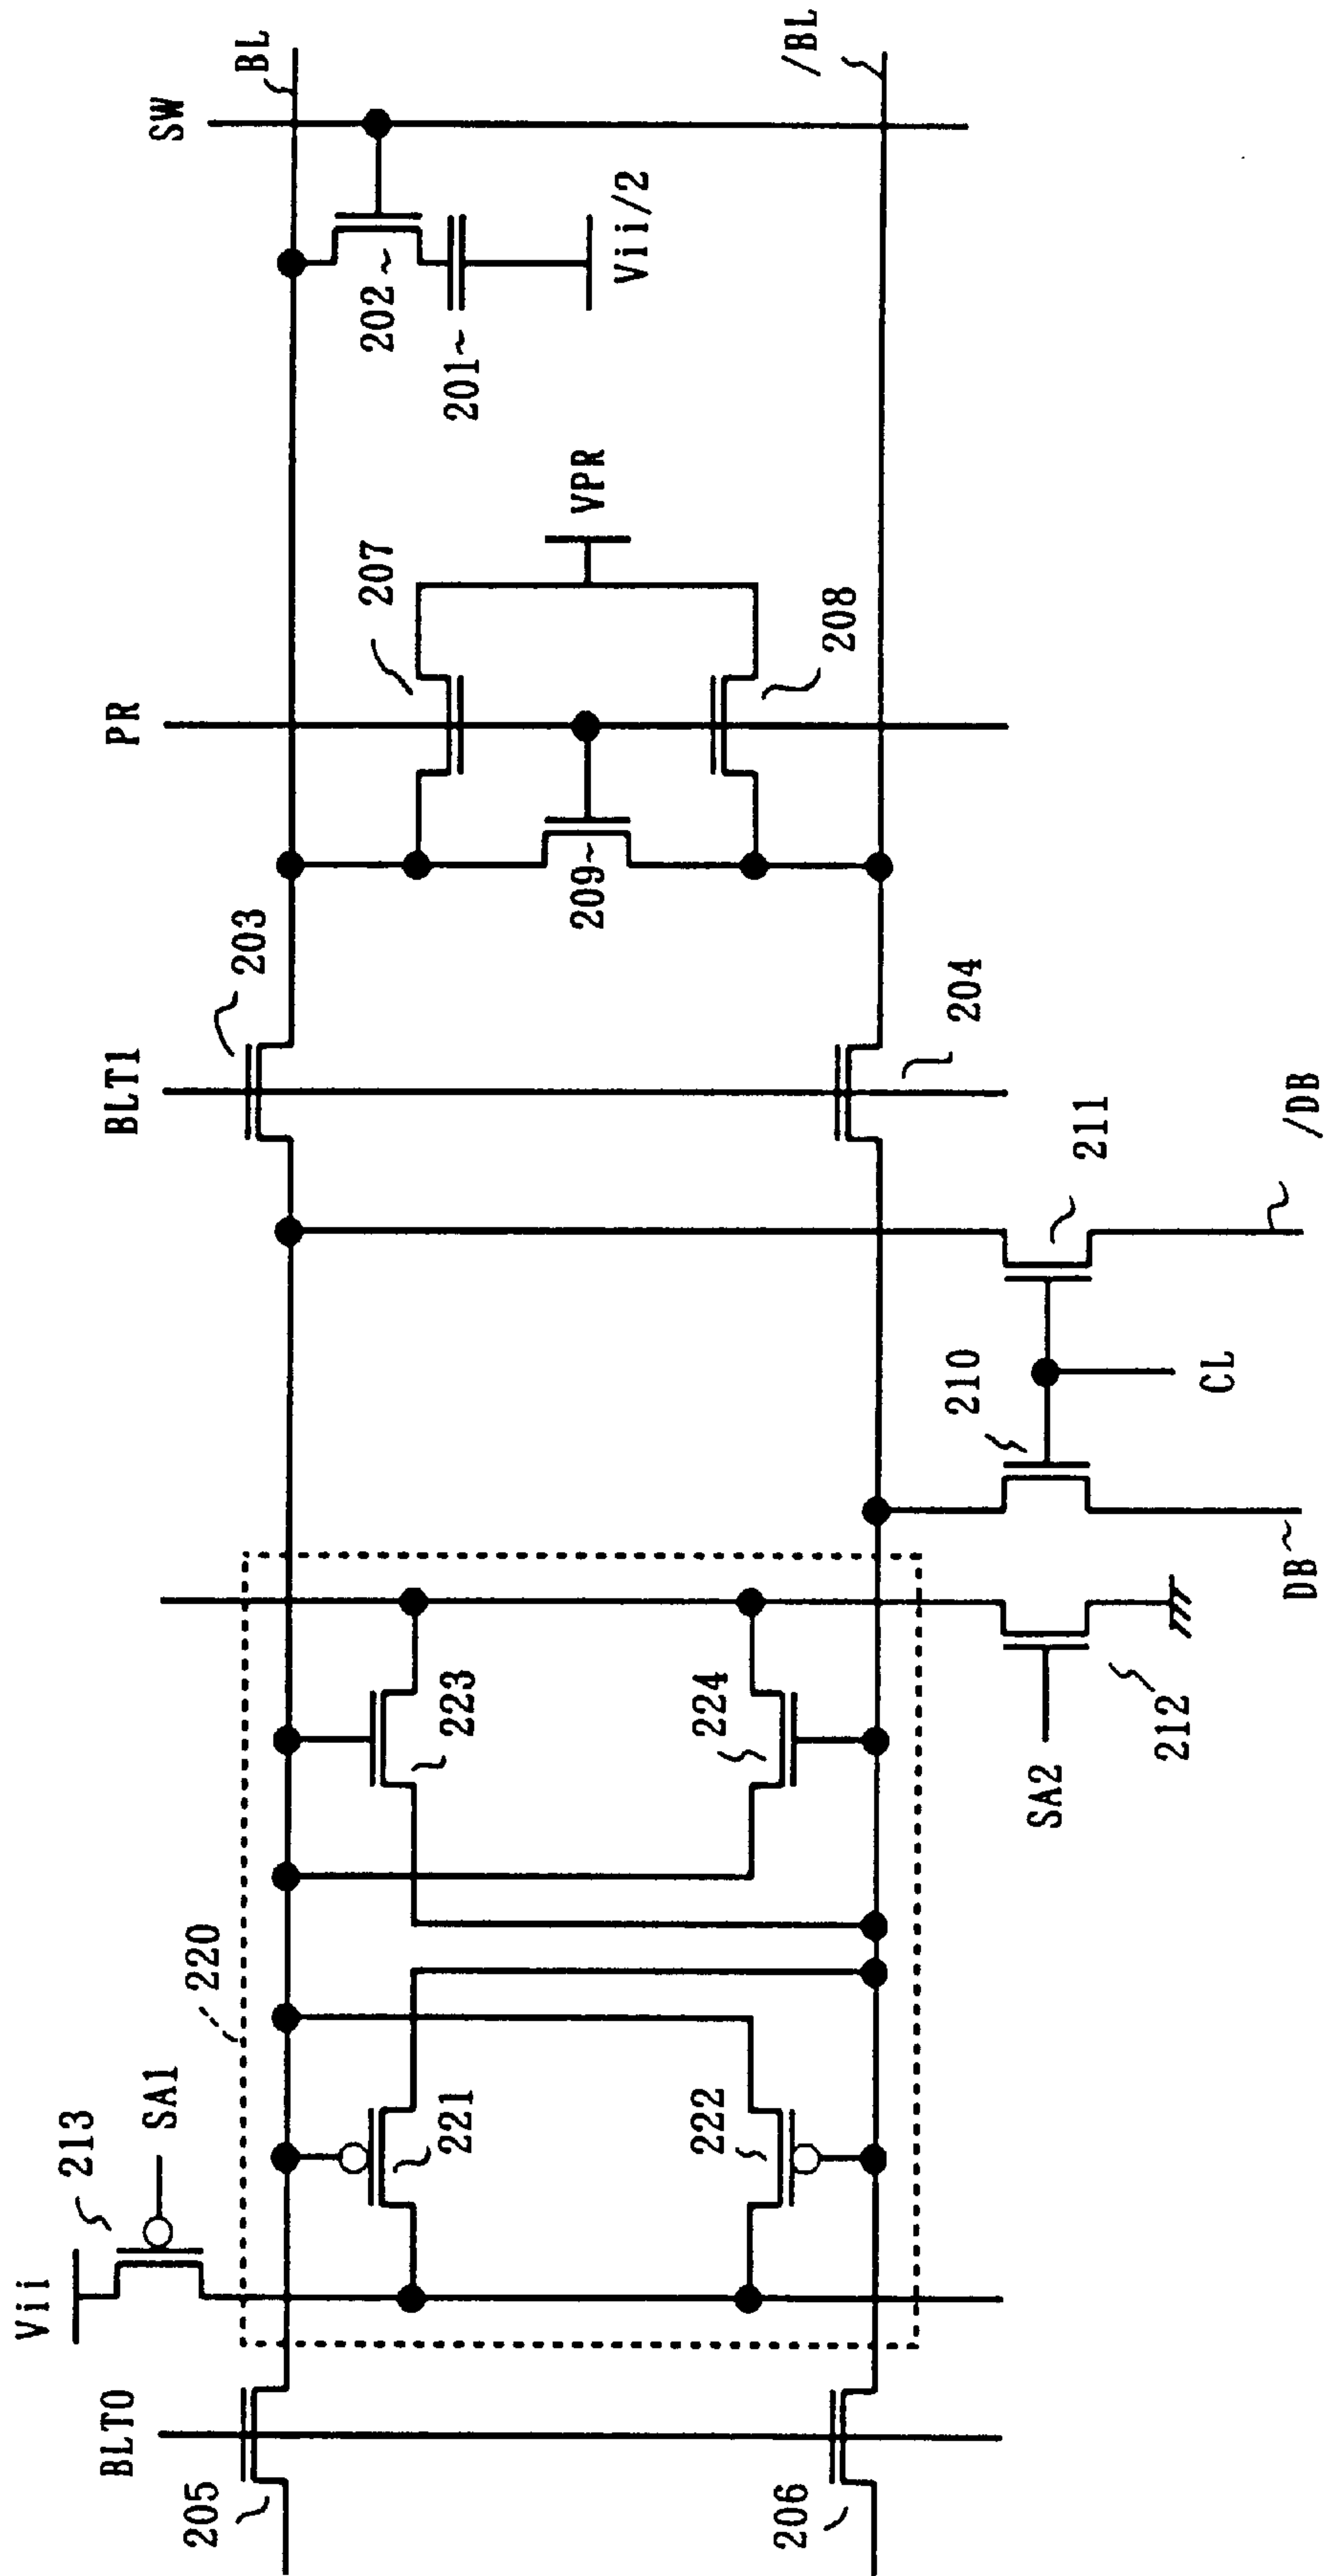 SW
BL
/BL
202
201
Vii/2
PR
207
VPR
208
209
203
BLT1
204
211
/DB
210
CL
DB
223
224
212
SA2
220
213
SA1
221
222
Vii
BLT0
205
206